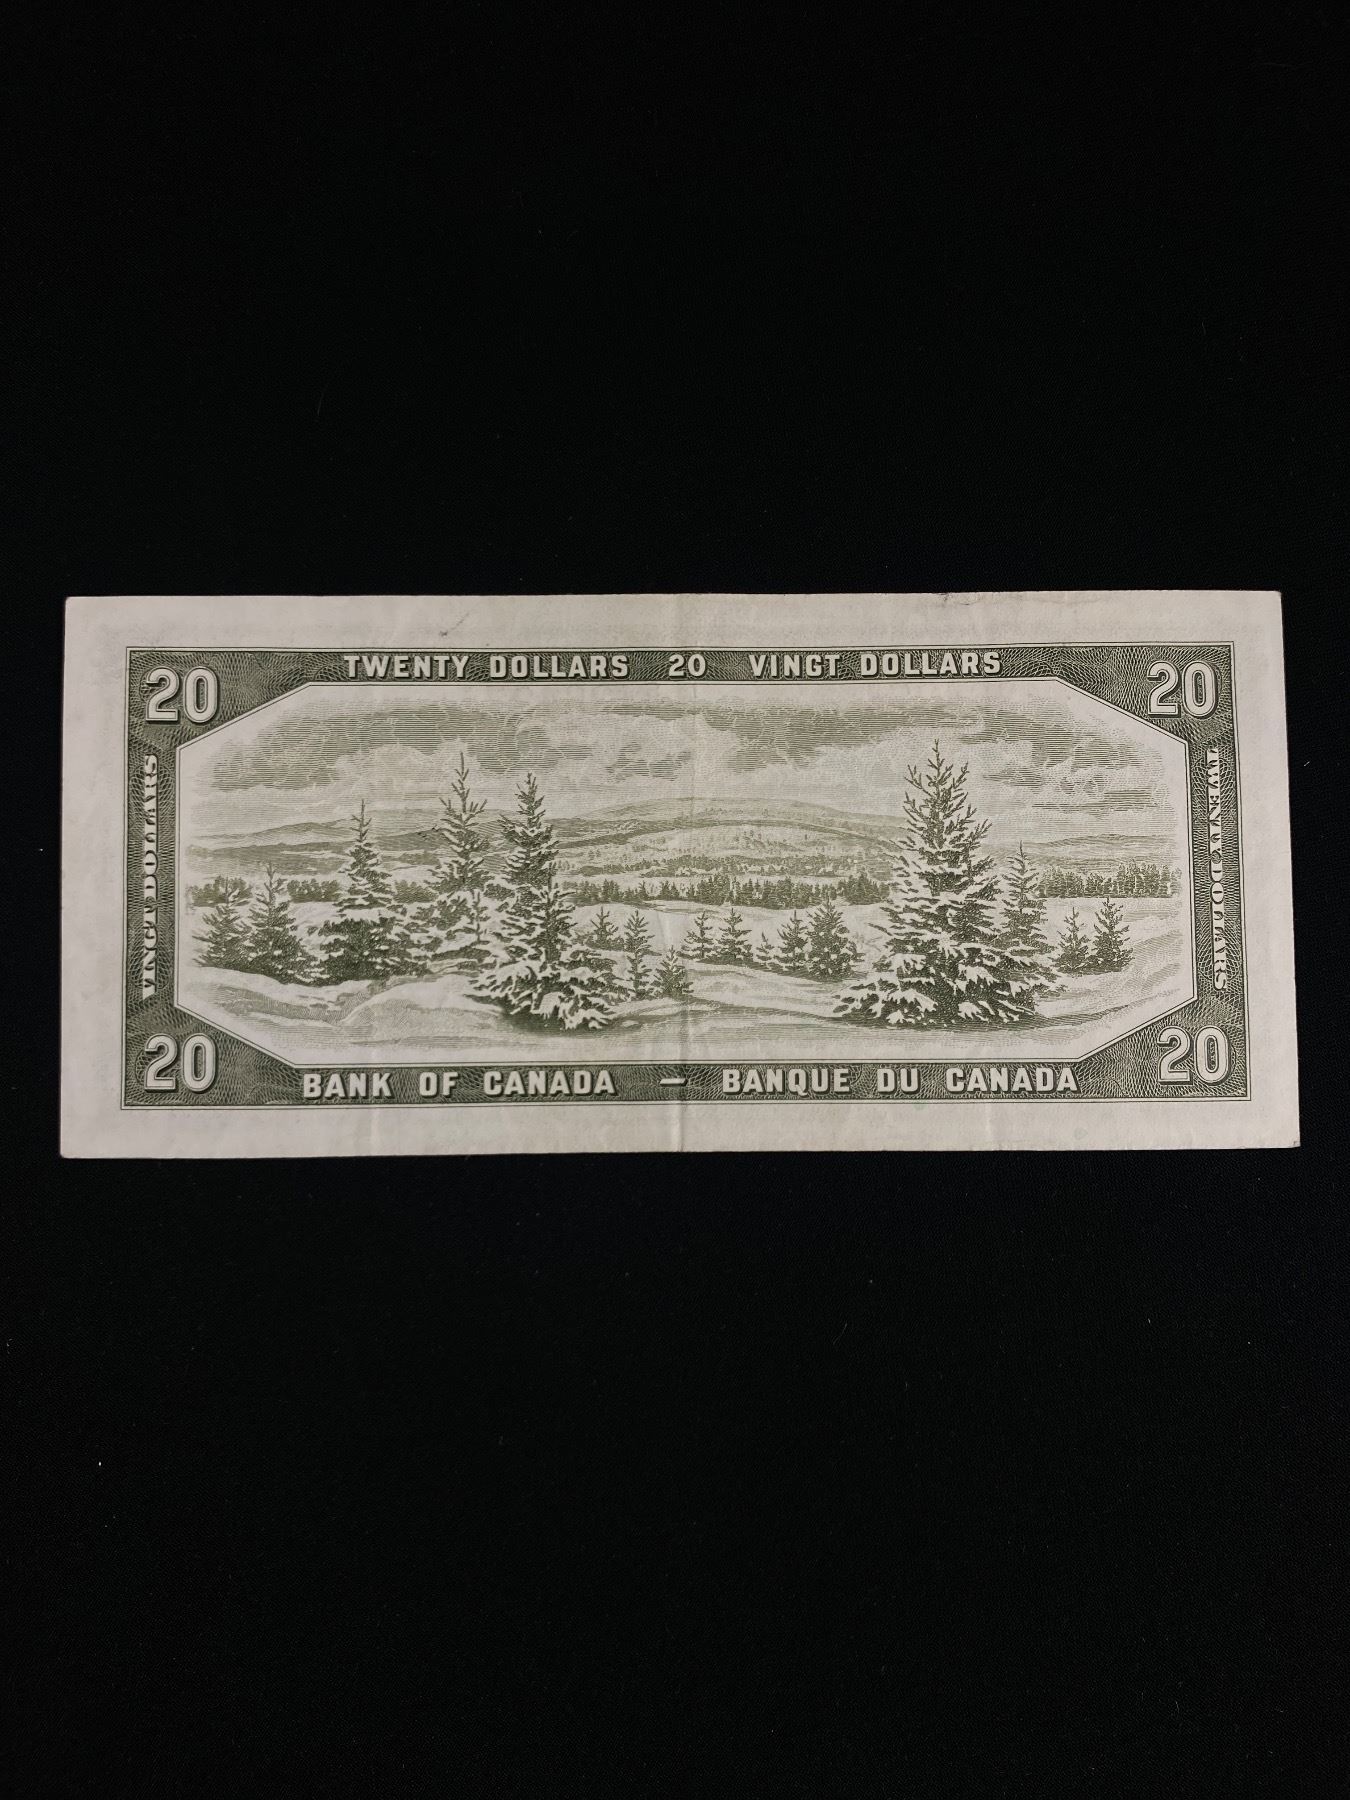 20 TWENTY DOLLARS 20 VINGT DOLLARS 20
VINGT DOLLARS
TWENTY DOLLARS
20 BANK OF CANADA — BANQUE DU CANADA 20